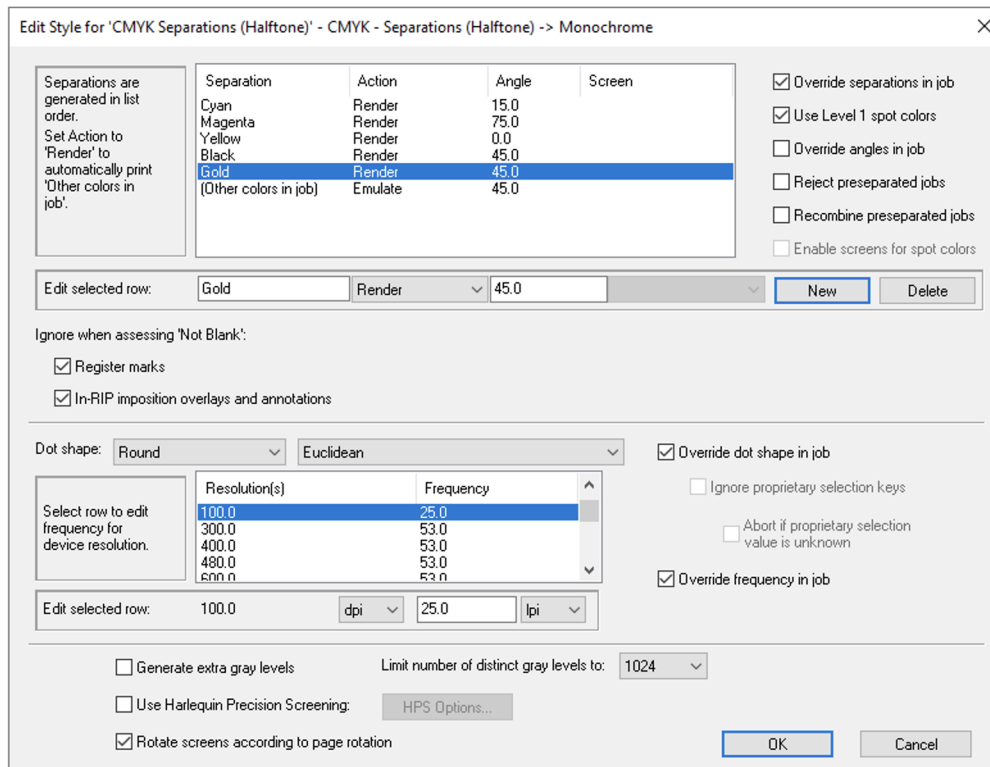 Edit Style for 'CMYK Separations (Halftone)' - CMYK - Separations (Halftone) -> Monochrome
Separations are
generated in list
order.
Set Action to
'Render' to
automatically print
'Other colors in
job'.
Separation Action Angle Screen
Cyan Render 15.0
Magenta Render 75.0
Yellow Render 0.0
Black Render 45.0
Gold Render 45.0
(Other colors in job) Emulate 45.0
Override separations in job
Use Level 1 spot colors
Override angles in job
Reject preseparated jobs
Recombine preseparated jobs
Enable screens for spot colors
Edit selected row: Gold Render 45.0 New Delete
Ignore when assessing 'Not Blank':
Register marks
In-RIP imposition overlays and annotations
Dot shape: Round Euclidean
Override dot shape in job
Ignore proprietary selection keys
Abort if proprietary selection
value is unknown
Override frequency in job
Select row to edit
frequency for
device resolution.
Resolution(s) Frequency
100.0 25.0
300.0 53.0
400.0 53.0
480.0 53.0
600.0 53.0
Edit selected row: 100.0 dpi 25.0 lpi
Generate extra gray levels
Limit number of distinct gray levels to: 1024
Use Harlequin Precision Screening: HPS Options...
Rotate screens according to page rotation
OK Cancel